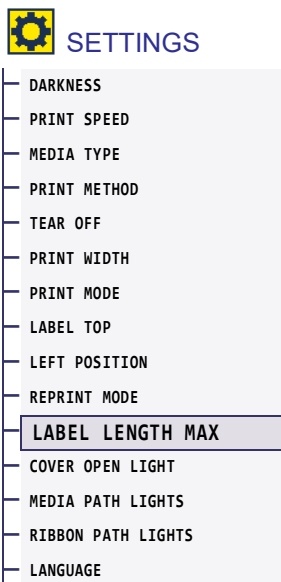 SETTINGS
DARKNESS
PRINT SPEED
MEDIA TYPE
PRINT METHOD
TEAR OFF
PRINT WIDTH
PRINT MODE
LABEL TOP
LEFT POSITION
REPRINT MODE
LABEL LENGTH MAX
COVER OPEN LIGHT
MEDIA PATH LIGHTS
RIBBON PATH LIGHTS
LANGUAGE